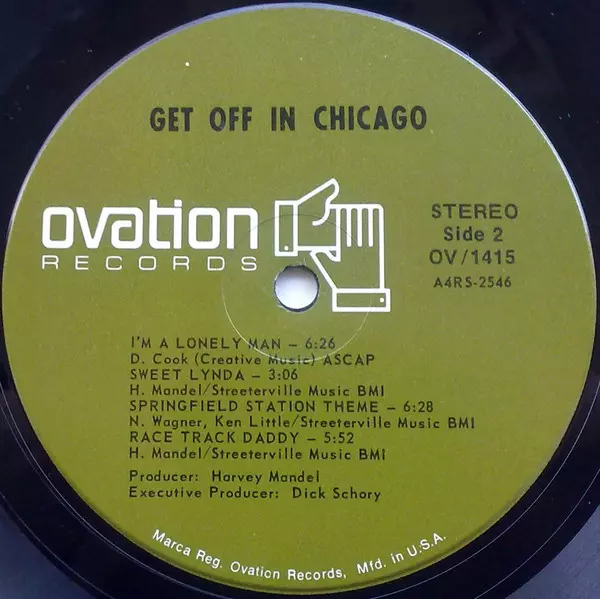 GET OFF IN CHICAGO
ovation
RECORDS
STEREO
Side 2
OV/1415
A4RS-2546
I'M A LONELY MAN – 6:26
D. Cook (Creative Music) ASCAP
SWEET LYNDA – 3:06
H. Mandel/Streeterville Music BMI
SPRINGFIELD STATION THEME – 6:28
N. Wagner, Ken Little/Streeterville Music BMI
RACE TRACK DADDY – 5:52
H. Mandel/Streeterville Music BMI
Producer: Harvey Mandel
Executive Producer: Dick Schory
Marca Reg. Ovation Records, Mfd. in U.S.A.